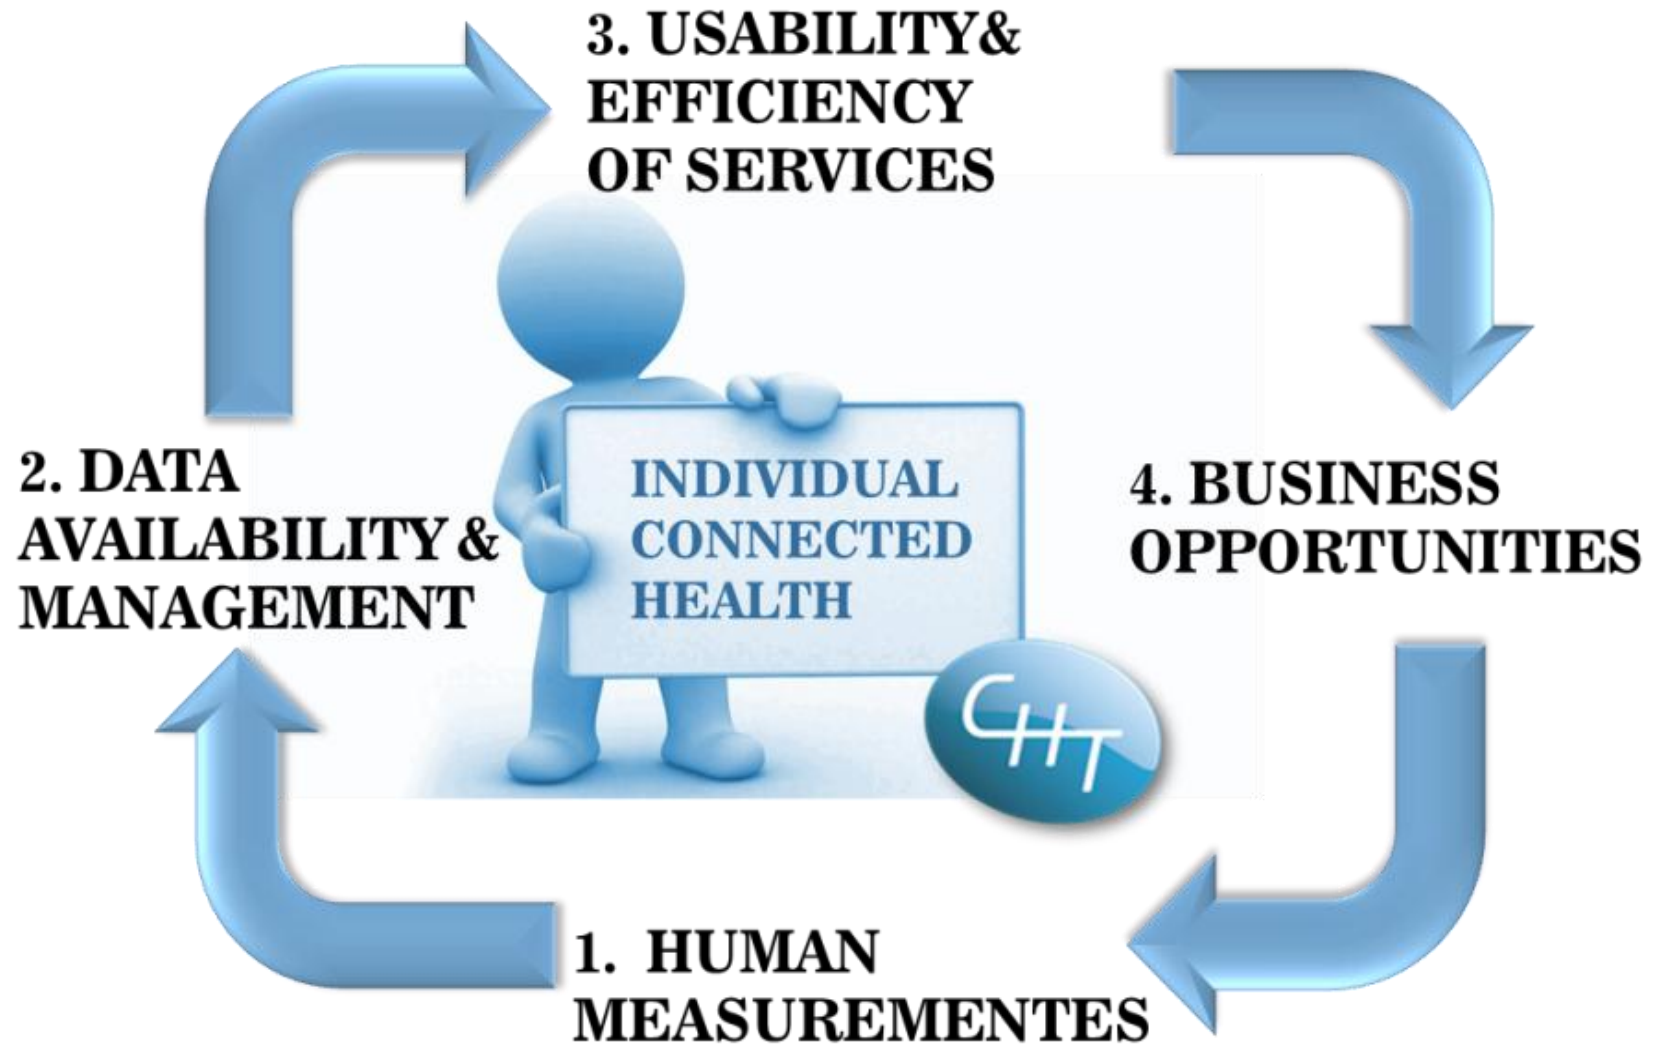 3. USABILITY&
EFFICIENCY
OF SERVICES
2. DATA
AVAILABILITY &
MANAGEMENT
INDIVIDUAL
CONNECTED
HEALTH
4. BUSINESS
OPPORTUNITIES
CHT
1. HUMAN
MEASUREMENTES